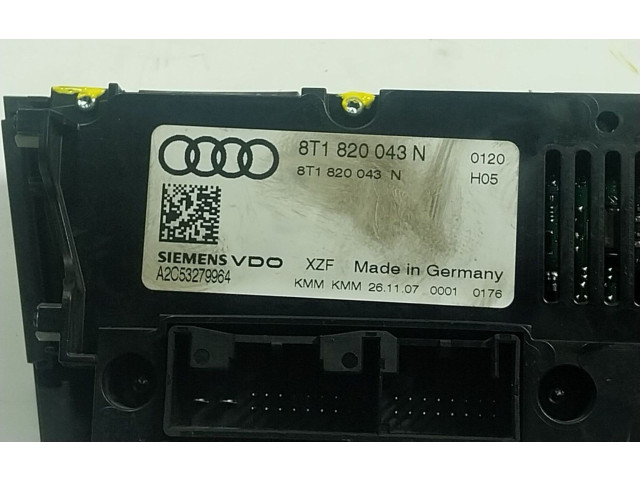 8T1 820 043 N 0120
8T1 820 043 N H05
SIEMENS VDO XZF Made in Germany
A2C53279964 KMM KMM 26.11.07 0001 0176